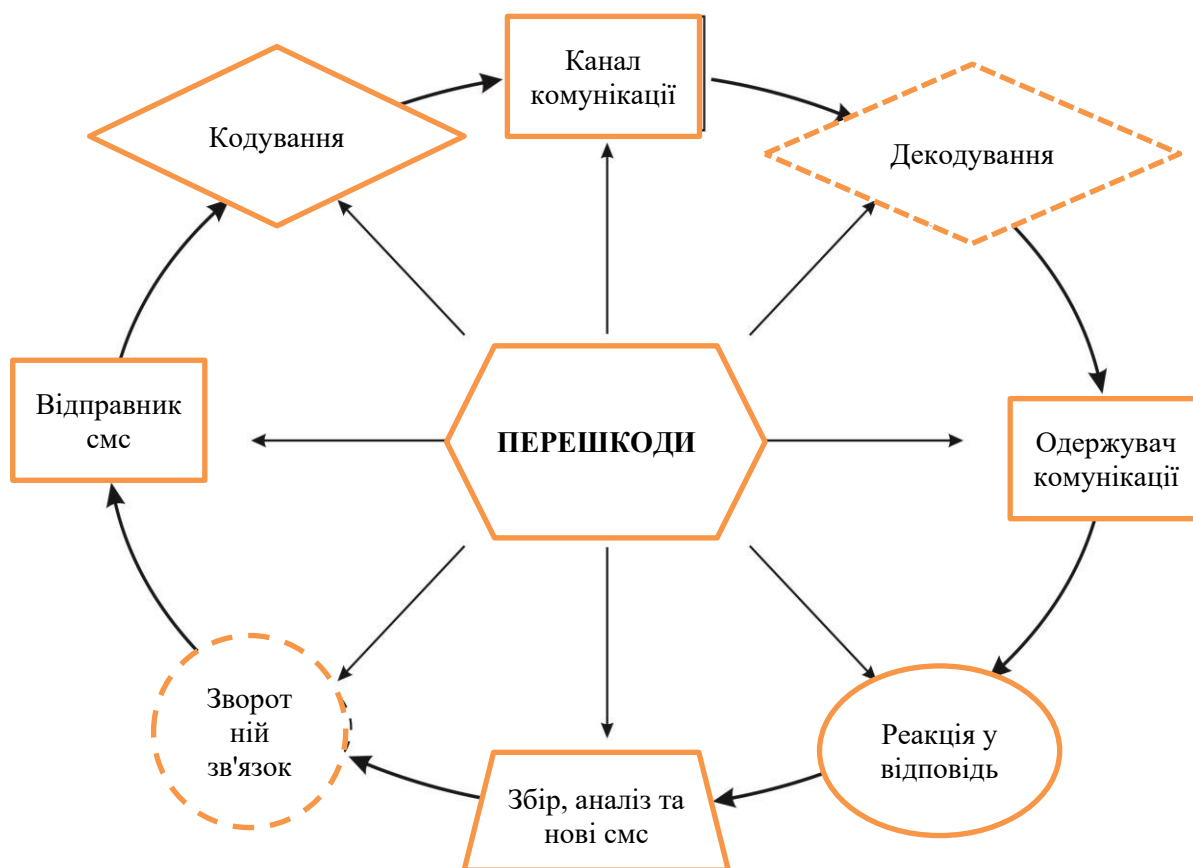 Канал
комунікації
Кодування
Декодування
Відправник
смс
ПЕРЕШКОДИ
Одержувач
комунікації
Зворот
ній
зв'язок
Реакція у
відповідь
Збір, аналіз та
нові смс